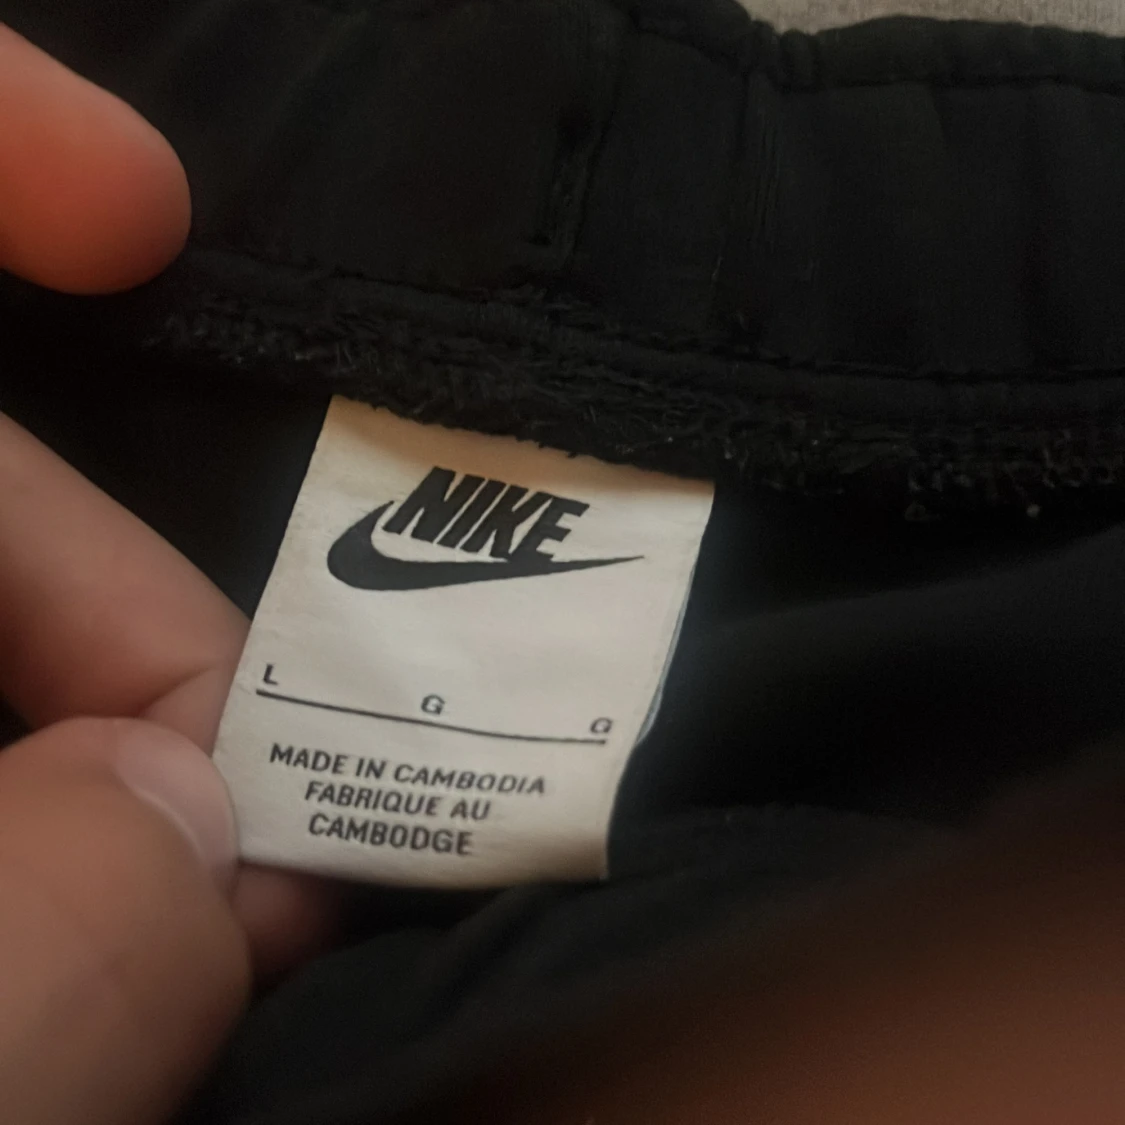 NIKE
L G G
MADE IN CAMBODIA
FABRIQUE AU
CAMBODGE